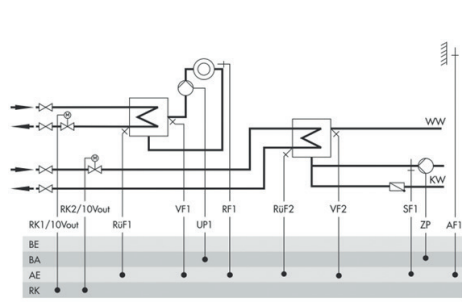 WW
KW
RK2/10Vout
RK1/10Vout RüF1 VF1 UP1 RF1 RüF2 VF2 SF1 ZP AF1
BE
BA
AE
RK